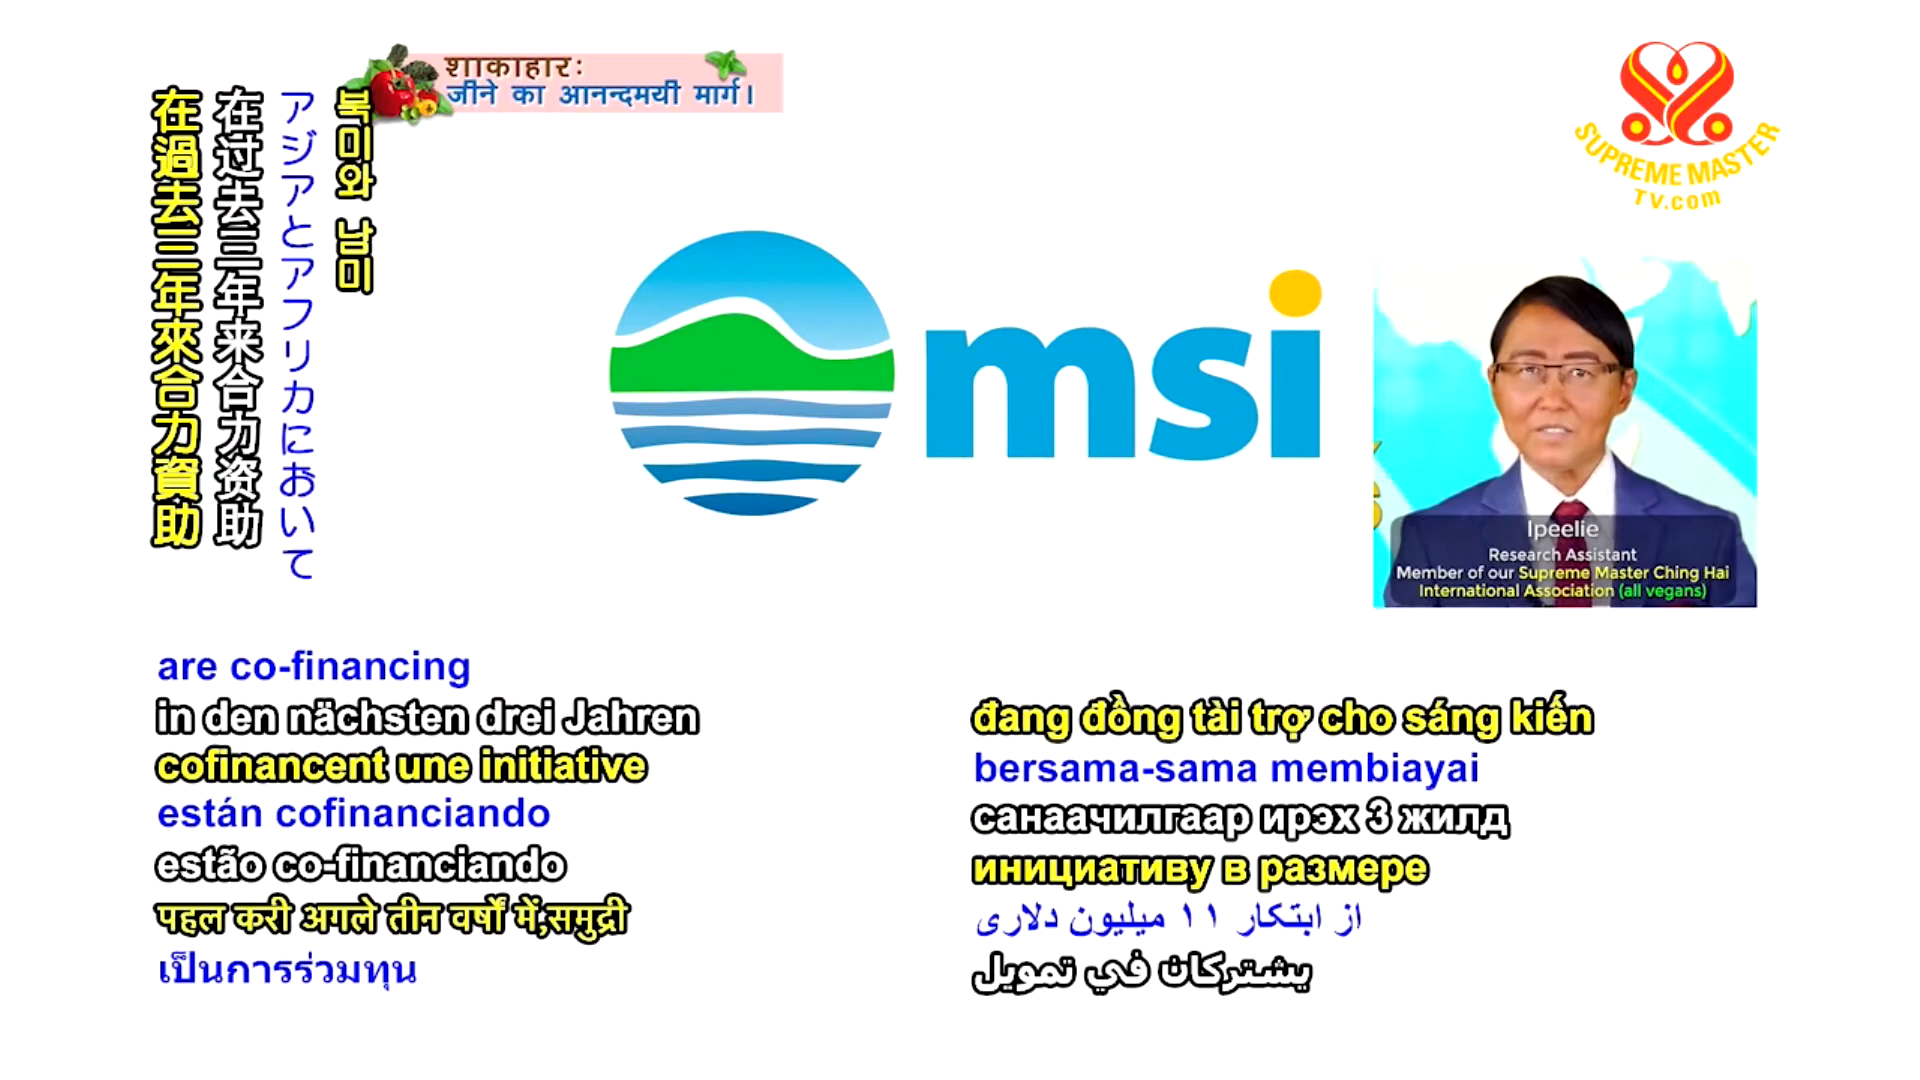 शाकाहार:
जीने का आनन्दमयी मार्ग।
SUPREME MASTER
TV.com
在過去三年來合力資助
在过去三年来合力资助
アジアとアフリカにおいて
북미와 남미
msi
Ipeelie
Research Assistant
Member of our Supreme Master Ching Hai
International Association (all vegans)
are co-financing
in den nächsten drei Jahren
cofinancent une initiative
están cofinanciando
estão co-financiando
पहल करी अगले तीन वर्षों में,समुद्री
เป็นการร่วมทุน
đang đồng tài trợ cho sáng kiến
bersama-sama membiayai
санаачилгаар ирэх 3 жилд
инициативу в размере
از ابتکار ۱۱ میلیون دلاری
يشتركان في تمويل